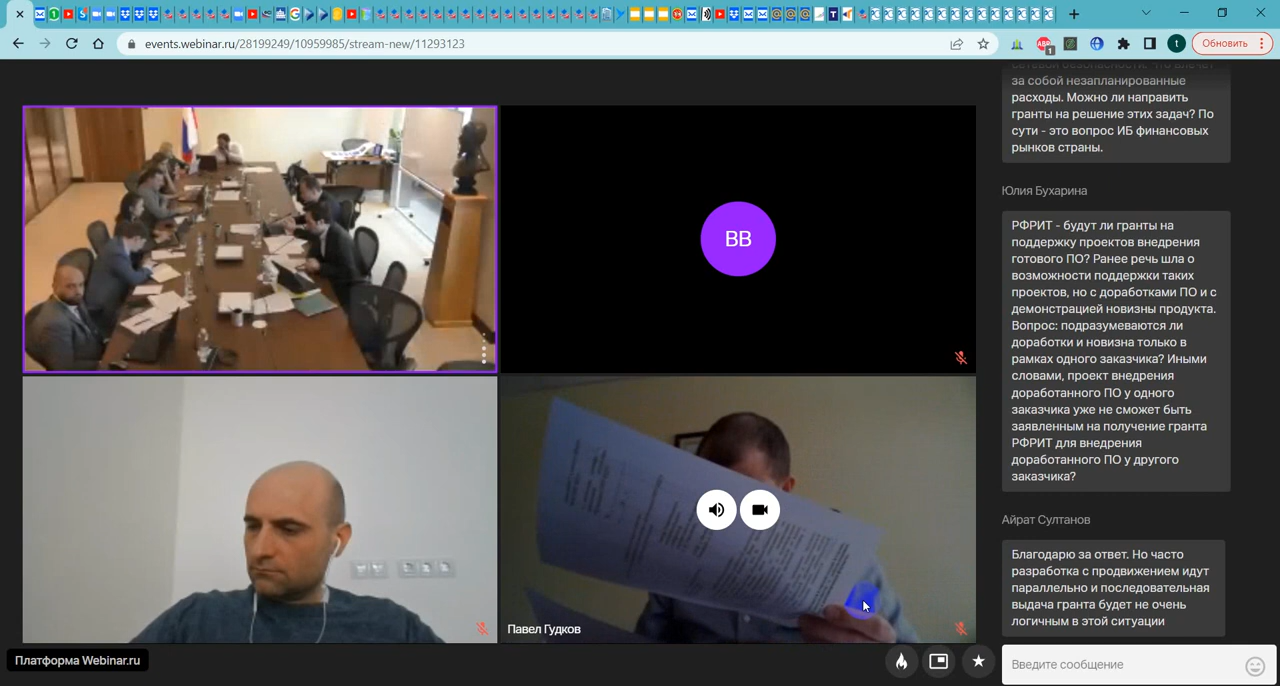 events.webinar.ru/28199249/10959985/stream-new/11293123
Обновить
за собой незапланированные
расходы. Можно ли направить
гранты на решение этих задач? По
сути - это вопрос ИБ финансовых
рынков страны.
Юлия Бухарина
РФРИТ - будут ли гранты на
поддержку проектов внедрения
готового ПО? Ранее речь шла о
возможности поддержки таких
проектов, но с доработками ПО и с
демонстрацией новизны продукта.
Вопрос: подразумеваются ли
доработки и новизна только в
рамках одного заказчика? Иными
словами, проект внедрения
доработанного ПО у одного
заказчика уже не сможет быть
заявленным на получение гранта
РФРИТ для внедрения
доработанного ПО у другого
заказчика?
Айрат Султанов
Благодарю за ответ. Но часто
разработка с продвижением идут
параллельно и последовательная
выдача гранта будет не очень
логичным в этой ситуации
Введите сообщение
ВВ
Павел Гудков
Платформа Webinar.ru